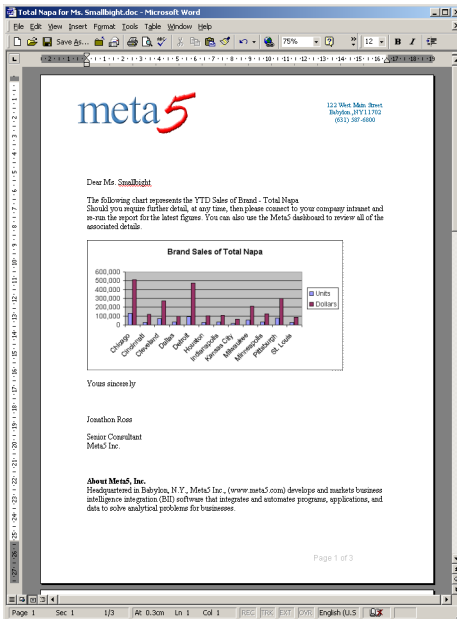 Total Napa for Ms. Smallbight.doc - Microsoft Word
File Edit View Insert Format Tools Table Window Help
Save As... 75% 12 B I
meta5
122 West Main Street
Babylon, NY 11702
(631) 587-6800
Dear Ms. Smallbight
The following chart represents the YTD Sales of Brand - Total Napa
Should you require further detail, at any time, then please connect to your company intranet and
re-run the report for the latest figures. You can also use the Meta5 dashboard to review all of the
associated details.
Brand Sales of Total Napa
600,000
500,000
400,000
300,000
200,000
100,000
0
Units
Dollars
Chicago Cincinnati Cleveland Dallas Detroit Houston Indianapolis Kansas City Milwaukee Minneapolis Pittsburgh St. Louis
Yours sincerely
Jonathon Ross
Senior Consultant
Meta5 Inc.
About Meta5, Inc.
Headquartered in Babylon, N.Y., Meta5 Inc., (www.meta5.com) develops and markets business
intelligence integration (BII) software that integrates and automates programs, applications, and
data to solve analytical problems for businesses.
Page 1 of 3
Page 1 Sec 1 1/3 At 0.3cm Ln 1 Col 1 REC TRK EXT OVR English (U.S